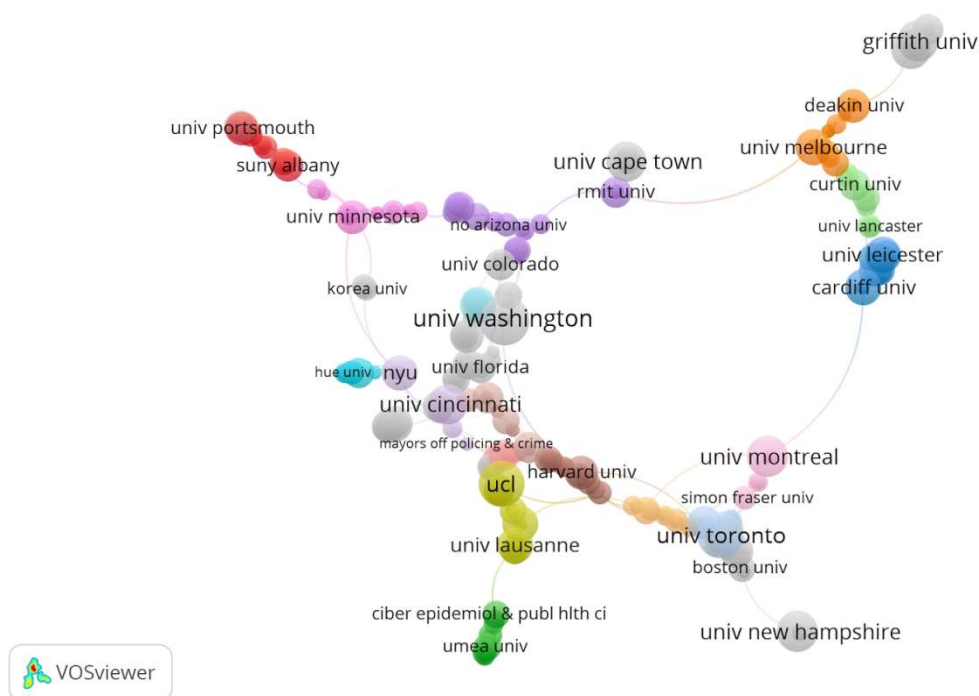 griffith univ
deakin univ
univ portsmouth
univ melbourne
suny albany
univ cape town
curtin univ
rmit univ
univ minnesota
no arizona univ
univ lancaster
univ leicester
univ colorado
korea univ
cardiff univ
univ washington
univ florida
hue univ
nyu
univ cincinnati
mayors off policing & crime
univ montreal
harvard univ
ucl
simon fraser univ
univ toronto
univ lausanne
boston univ
ciber epidemiol & publ hlth ci
univ new hampshire
umea univ
VOSviewer